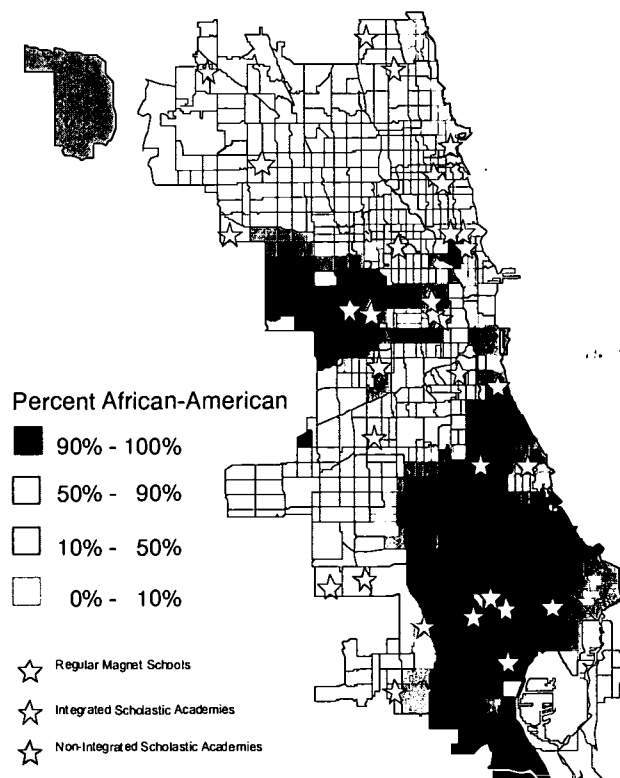 Percent African-American
90% - 100%
50% - 90%
10% - 50%
0% - 10%
Regular Magnet Schools
Integrated Scholastic Academies
Non-Integrated Scholastic Academies